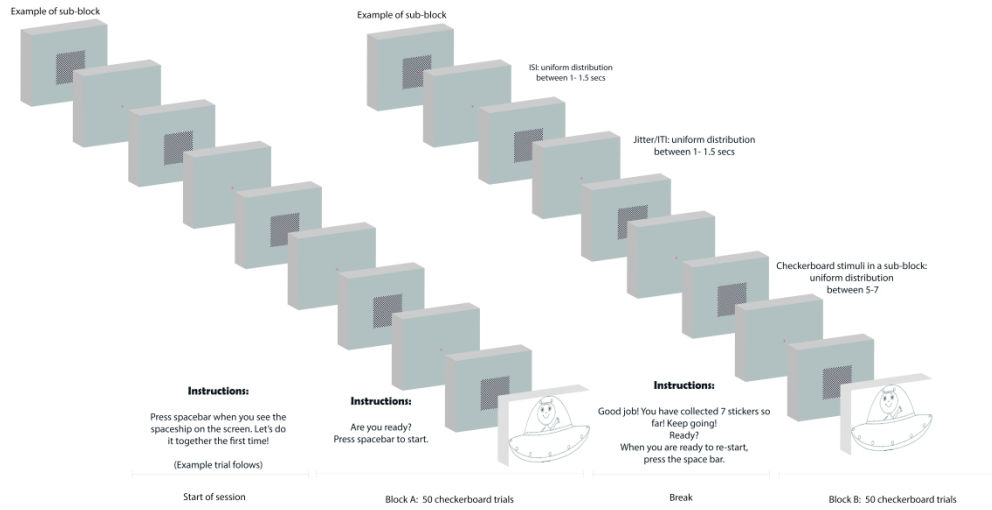 Example of sub-block
Example of sub-block
ISI: uniform distribution
between 1- 1.5 secs
Jitter/ITI: uniform distribution
between 1- 1.5 secs
Checkerboard stimuli in a sub-block:
uniform distribution
between 5-7
Instructions:
Press spacebar when you see the
spaceship on the screen. Let's do
it together the first time!
(Example trial folows)
Instructions:
Are you ready?
Press spacebar to start.
Instructions:
Good job! You have collected 7 stickers so
far! Keep going!
Ready?
When you are ready to re-start,
press the space bar.
Start of session
Block A: 50 checkerboard trials
Break
Block B: 50 checkerboard trials